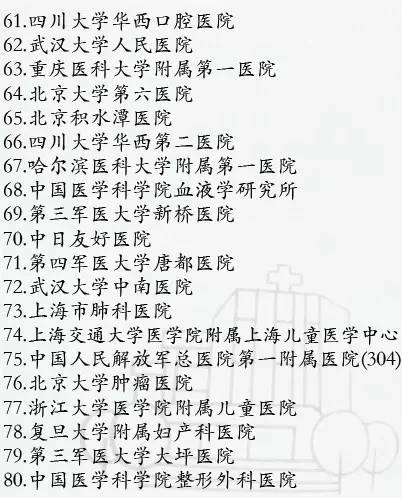 61.四川大学华西口腔医院
62.武汉大学人民医院
63.重庆医科大学附属第一医院
64.北京大学第六医院
65.北京积水潭医院
66.四川大学华西第二医院
67.哈尔滨医科大学附属第一医院
68.中国医学科学院血液学研究所
69.第三军医大学新桥医院
70.中日友好医院
71.第四军医大学唐都医院
72.武汉大学中南医院
73.上海市肺科医院
74.上海交通大学医学院附属上海儿童医学中心
75.中国人民解放军总医院第一附属医院(304)
76.北京大学肿瘤医院
77.浙江大学医学院附属儿童医院
78.复旦大学附属妇产科医院
79.第三军医大学大坪医院
80.中国医学科学院整形外科医院